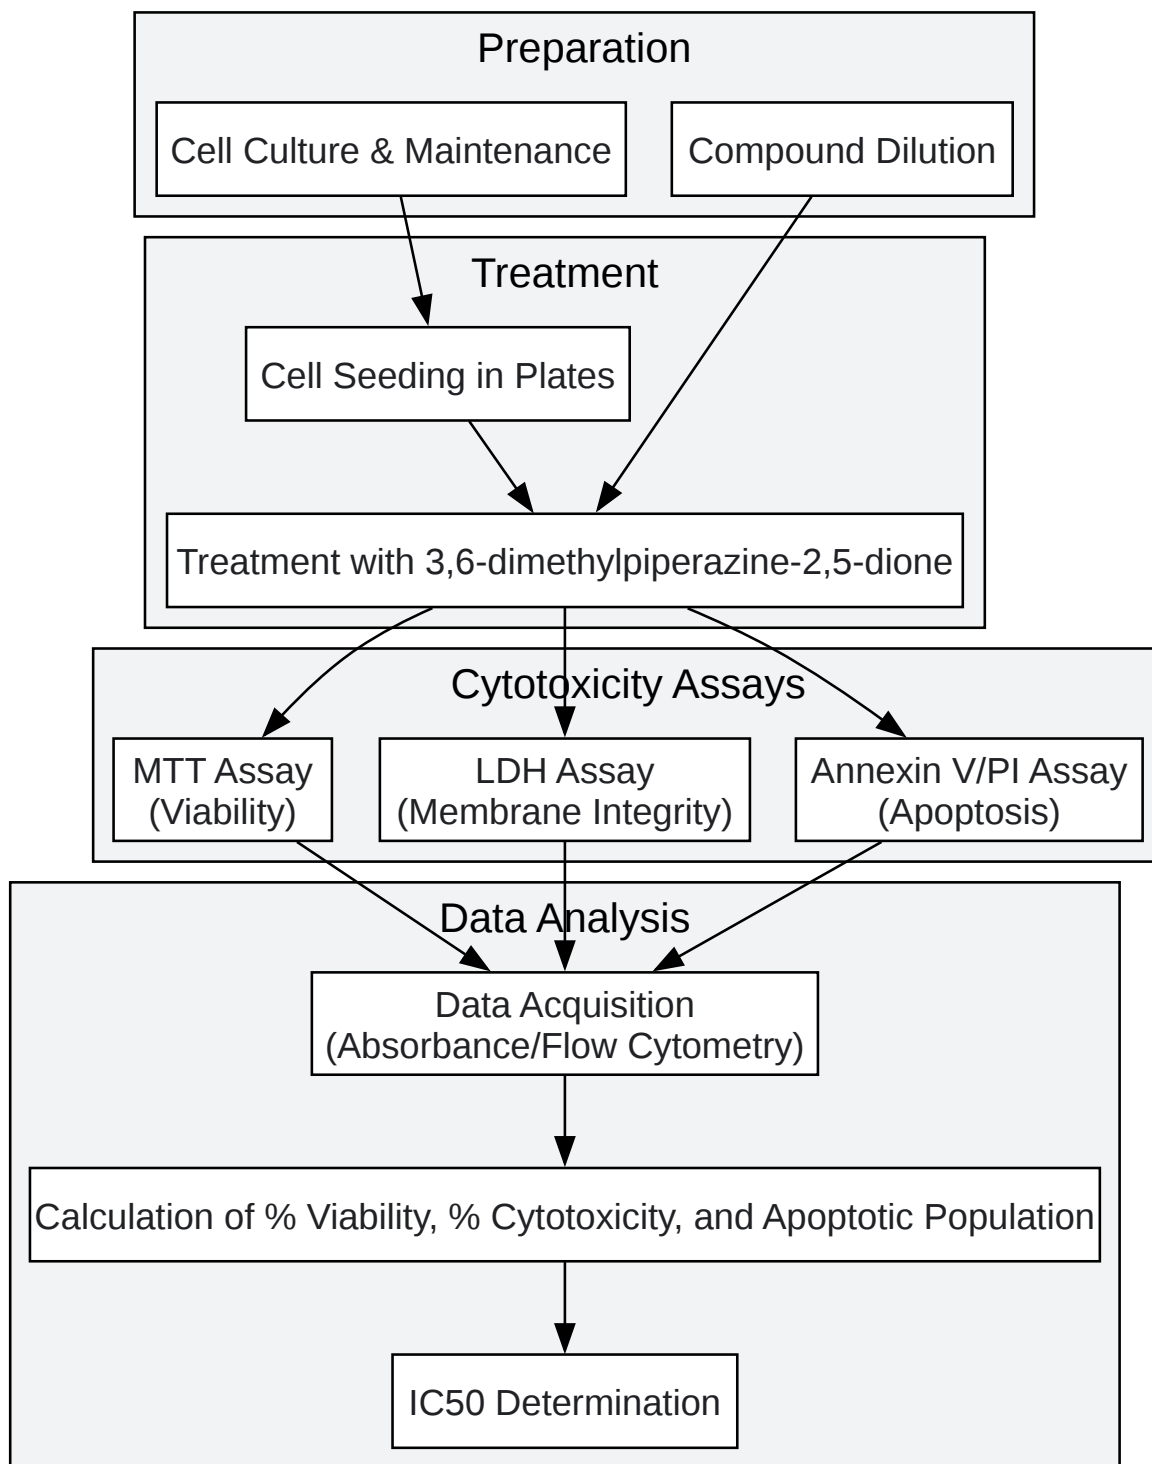 Preparation
Cell Culture & Maintenance
Compound Dilution
Treatment
Cell Seeding in Plates
Treatment with 3,6-dimethylpiperazine-2,5-dione
Cytotoxicity Assays
MTT Assay
(Viability)
LDH Assay
(Membrane Integrity)
Annexin V/PI Assay
(Apoptosis)
Data Analysis
Data Acquisition
(Absorbance/Flow Cytometry)
Calculation of % Viability, % Cytotoxicity, and Apoptotic Population
IC50 Determination